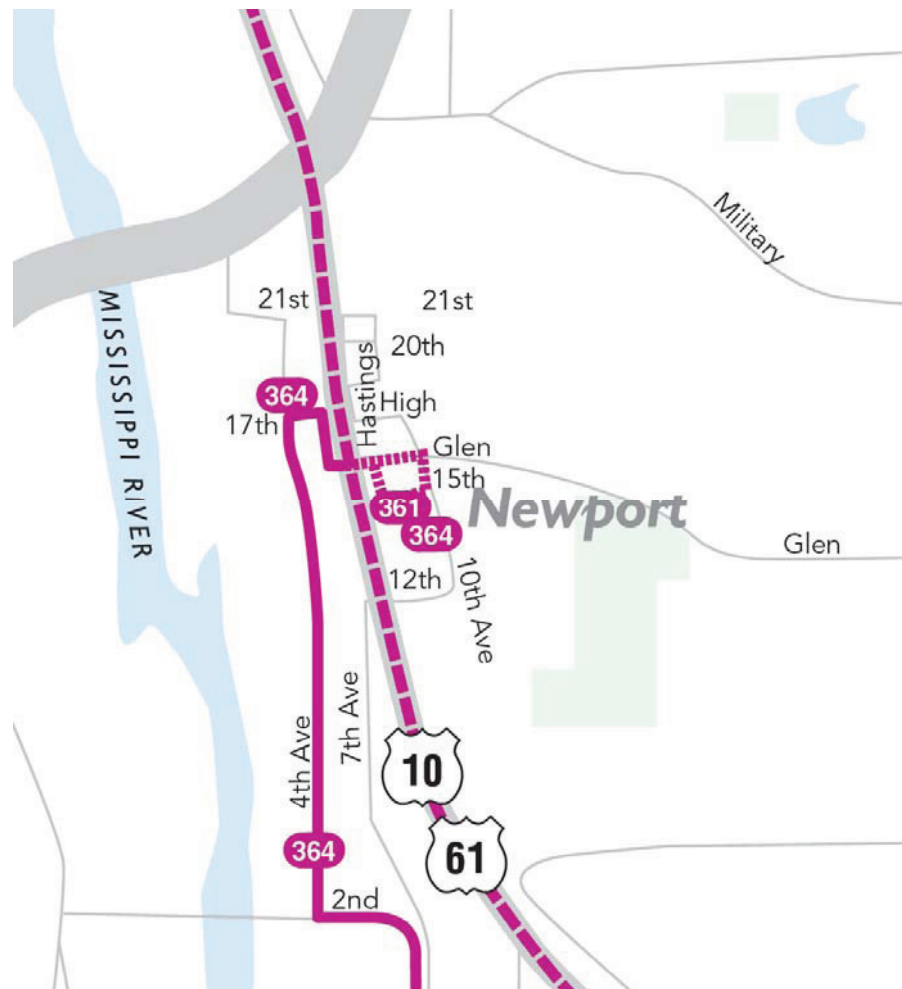 Military
21st
21st
20th
Hastings
364
High
17th
Glen
15th
361
Newport
364
Glen
12th
10th Ave
MISSISSIPPI RIVER
7th Ave
4th Ave
10
364
61
2nd